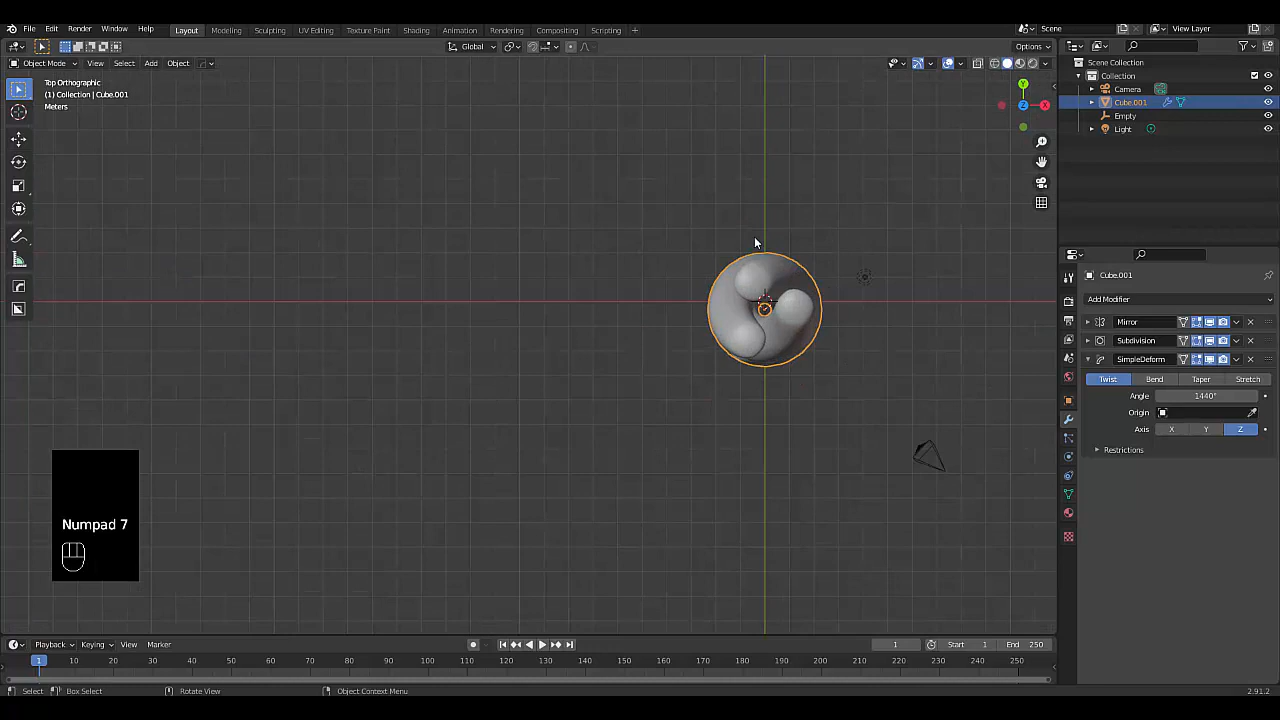 File Edit Render Window Help
Layout Modeling Sculpting UV Editing Texture Paint Shading Animation Rendering Compositing Scripting +
Scene View Layer
Global Options
Object Mode View Select Add Object
Top Orthographic
(1) Collection | Cube.001
Meters
Y
Z X
Scene Collection
Collection
Camera
Cube.001
Empty
Light
Cube.001
Add Modifier
Mirror
Subdivision
SimpleDeform
Twist Bend Taper Stretch
Angle 1440°
Origin
Axis X Y Z
Restrictions
Numpad 7
Playback Keying View Marker 1 Start 1 End 250
1 10 20 30 40 50 60 70 80 90 100 110 120 130 140 150 160 170 180 190 200 210 220 230 240 250
Select Box Select Rotate View Object Context Menu 2.91.2